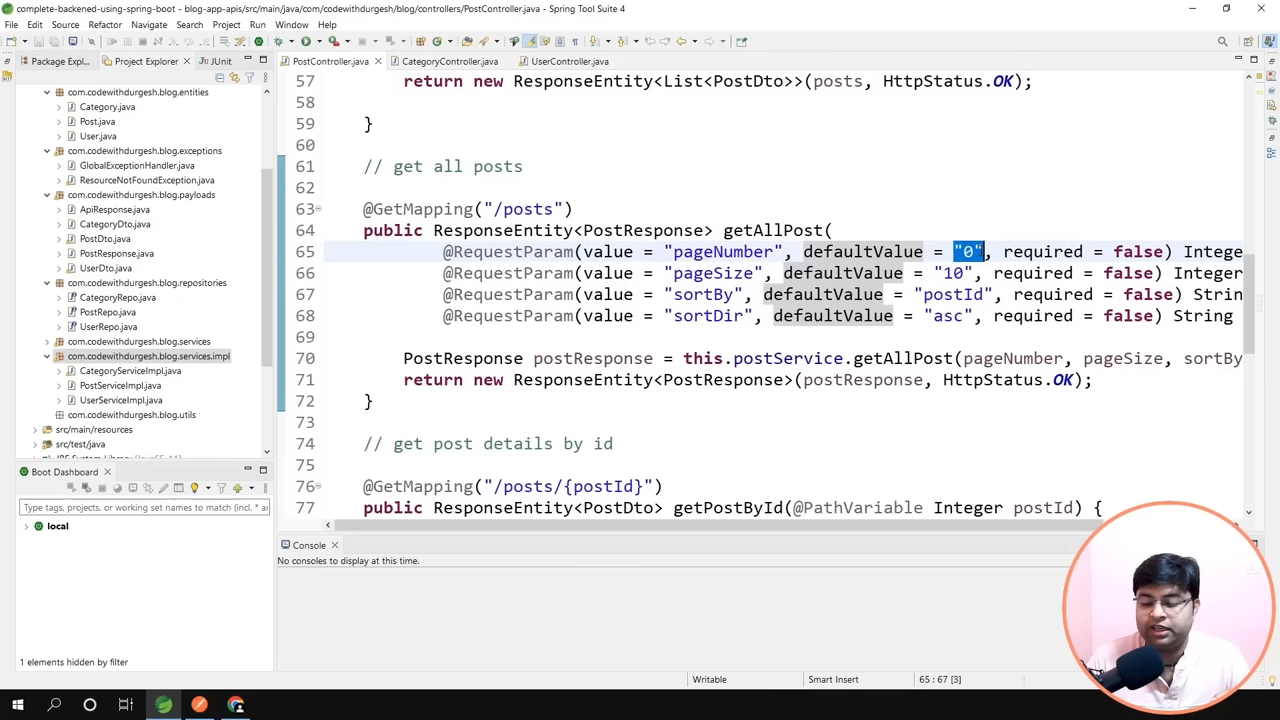 complete-backened-using-spring-boot - blog-app-apis/src/main/java/com/codewithdurgesh/blog/controllers/PostController.java - Spring Tool Suite 4
File Edit Source Refactor Navigate Search Project Run Window Help
Package Expl... Project Explorer JUnit
PostController.java CategoryController.java UserController.java
com.codewithdurgesh.blog.entities
Category.java
Post.java
User.java
com.codewithdurgesh.blog.exceptions
GlobalExceptionHandler.java
ResourceNotFoundException.java
com.codewithdurgesh.blog.payloads
ApiResponse.java
CategoryDto.java
PostDto.java
PostResponse.java
UserDto.java
com.codewithdurgesh.blog.repositories
CategoryRepo.java
PostRepo.java
UserRepo.java
com.codewithdurgesh.blog.services
com.codewithdurgesh.blog.services.impl
CategoryServiceImpl.java
PostServiceImpl.java
UserServiceImpl.java
com.codewithdurgesh.blog.utils
src/main/resources
src/test/java
Boot Dashboard
Type tags, projects, or working set names to match (incl. * a
local
1 elements hidden by filter
57 return new ResponseEntity<List<PostDto>>(posts, HttpStatus.OK);
58
59 }
60
61 // get all posts
62
63 @GetMapping("/posts")
64 public ResponseEntity<PostResponse> getAllPost(
65 @RequestParam(value = "pageNumber", defaultValue = "0", required = false) Intege
66 @RequestParam(value = "pageSize", defaultValue = "10", required = false) Integer
67 @RequestParam(value = "sortBy", defaultValue = "postId", required = false) Strin
68 @RequestParam(value = "sortDir", defaultValue = "asc", required = false) String
69
70 PostResponse postResponse = this.postService.getAllPost(pageNumber, pageSize, sortBy
71 return new ResponseEntity<PostResponse>(postResponse, HttpStatus.OK);
72 }
73
74 // get post details by id
75
76 @GetMapping("/posts/{postId}")
77 public ResponseEntity<PostDto> getPostById(@PathVariable Integer postId) {
Console
No consoles to display at this time.
Writable Smart Insert 65 : 67 [3]